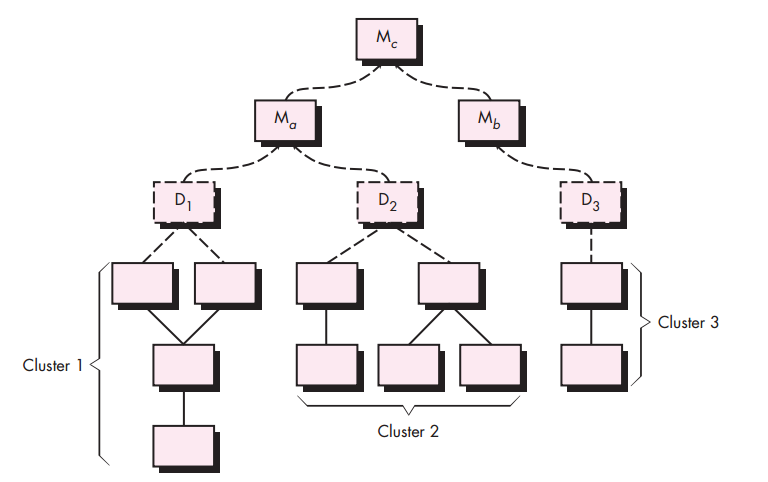 Mc
Ma
Mb
D1
D2
D3
Cluster 3
Cluster 1
Cluster 2